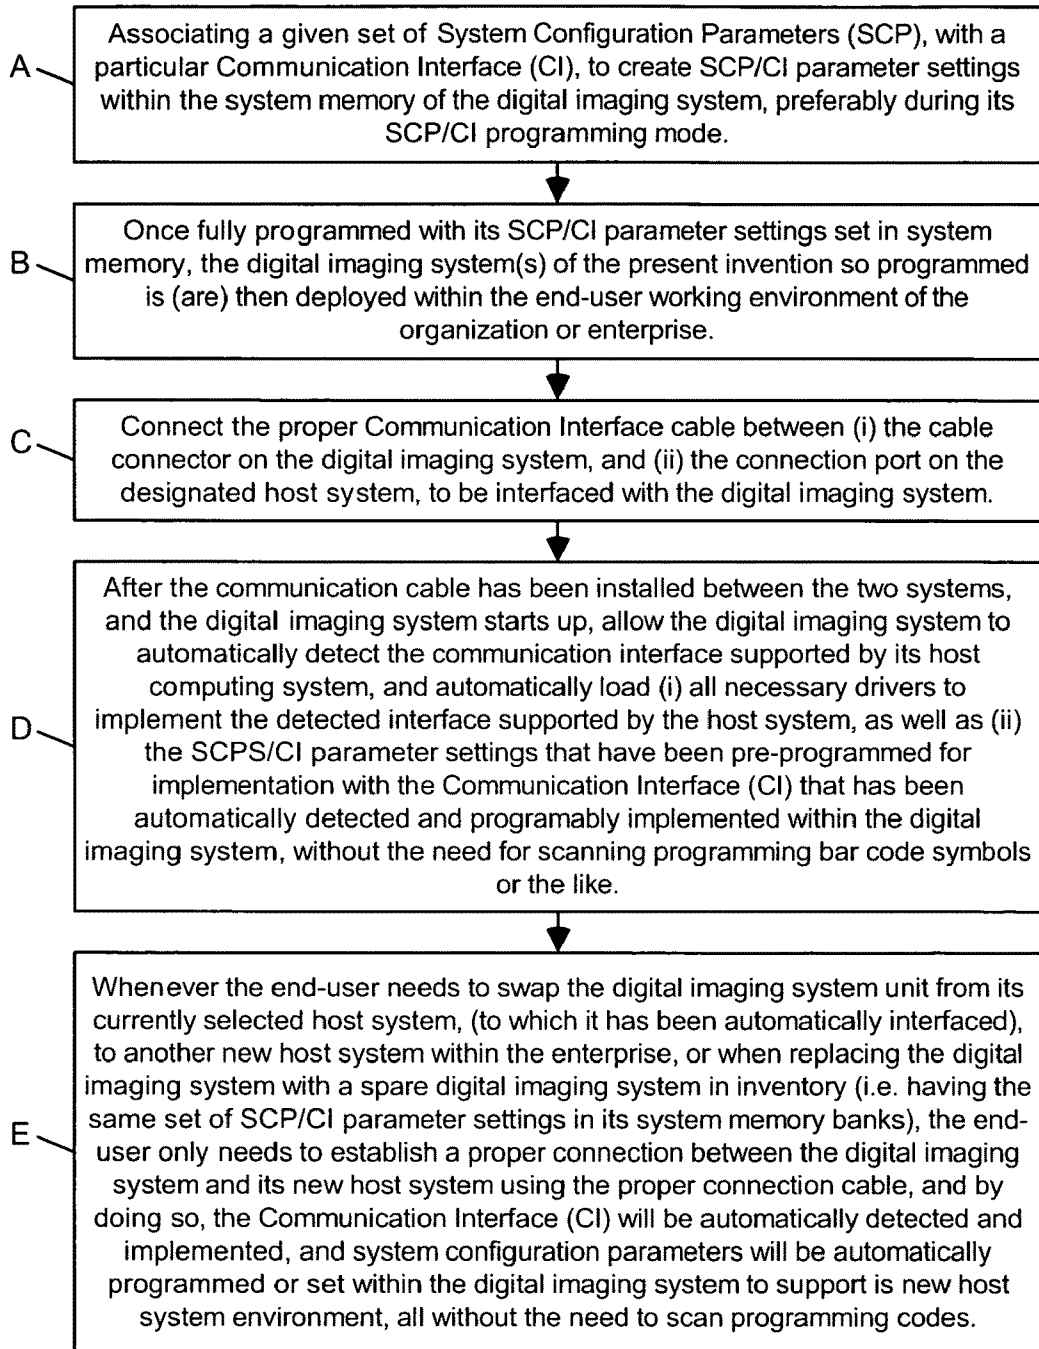 A
Associating a given set of System Configuration Parameters (SCP), with a
particular Communication Interface (CI), to create SCP/CI parameter settings
within the system memory of the digital imaging system, preferably during its
SCP/CI programming mode.
B
Once fully programmed with its SCP/CI parameter settings set in system
memory, the digital imaging system(s) of the present invention so programmed
is (are) then deployed within the end-user working environment of the
organization or enterprise.
C
Connect the proper Communication Interface cable between (i) the cable
connector on the digital imaging system, and (ii) the connection port on the
designated host system, to be interfaced with the digital imaging system.
D
After the communication cable has been installed between the two systems,
and the digital imaging system starts up, allow the digital imaging system to
automatically detect the communication interface supported by its host
computing system, and automatically load (i) all necessary drivers to
implement the detected interface supported by the host system, as well as (ii)
the SCPS/CI parameter settings that have been pre-programmed for
implementation with the Communication Interface (CI) that has been
automatically detected and programably implemented within the digital
imaging system, without the need for scanning programming bar code symbols
or the like.
E
Whenever the end-user needs to swap the digital imaging system unit from its
currently selected host system, (to which it has been automatically interfaced),
to another new host system within the enterprise, or when replacing the digital
imaging system with a spare digital imaging system in inventory (i.e. having the
same set of SCP/CI parameter settings in its system memory banks), the end-
user only needs to establish a proper connection between the digital imaging
system and its new host system using the proper connection cable, and by
doing so, the Communication Interface (CI) will be automatically detected and
implemented, and system configuration parameters will be automatically
programmed or set within the digital imaging system to support is new host
system environment, all without the need to scan programming codes.